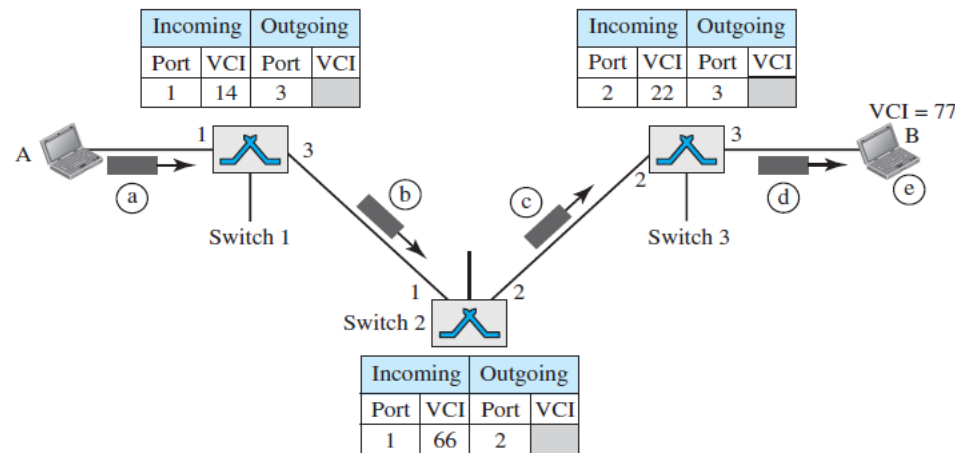 Incoming Outgoing
Port VCI Port VCI
1 14 3
Incoming Outgoing
Port VCI Port VCI
2 22 3
VCI = 77
A
1
3
a
Switch 1
b
c
2
3
B
d
e
Switch 3
1
2
Switch 2
Incoming Outgoing
Port VCI Port VCI
1 66 2